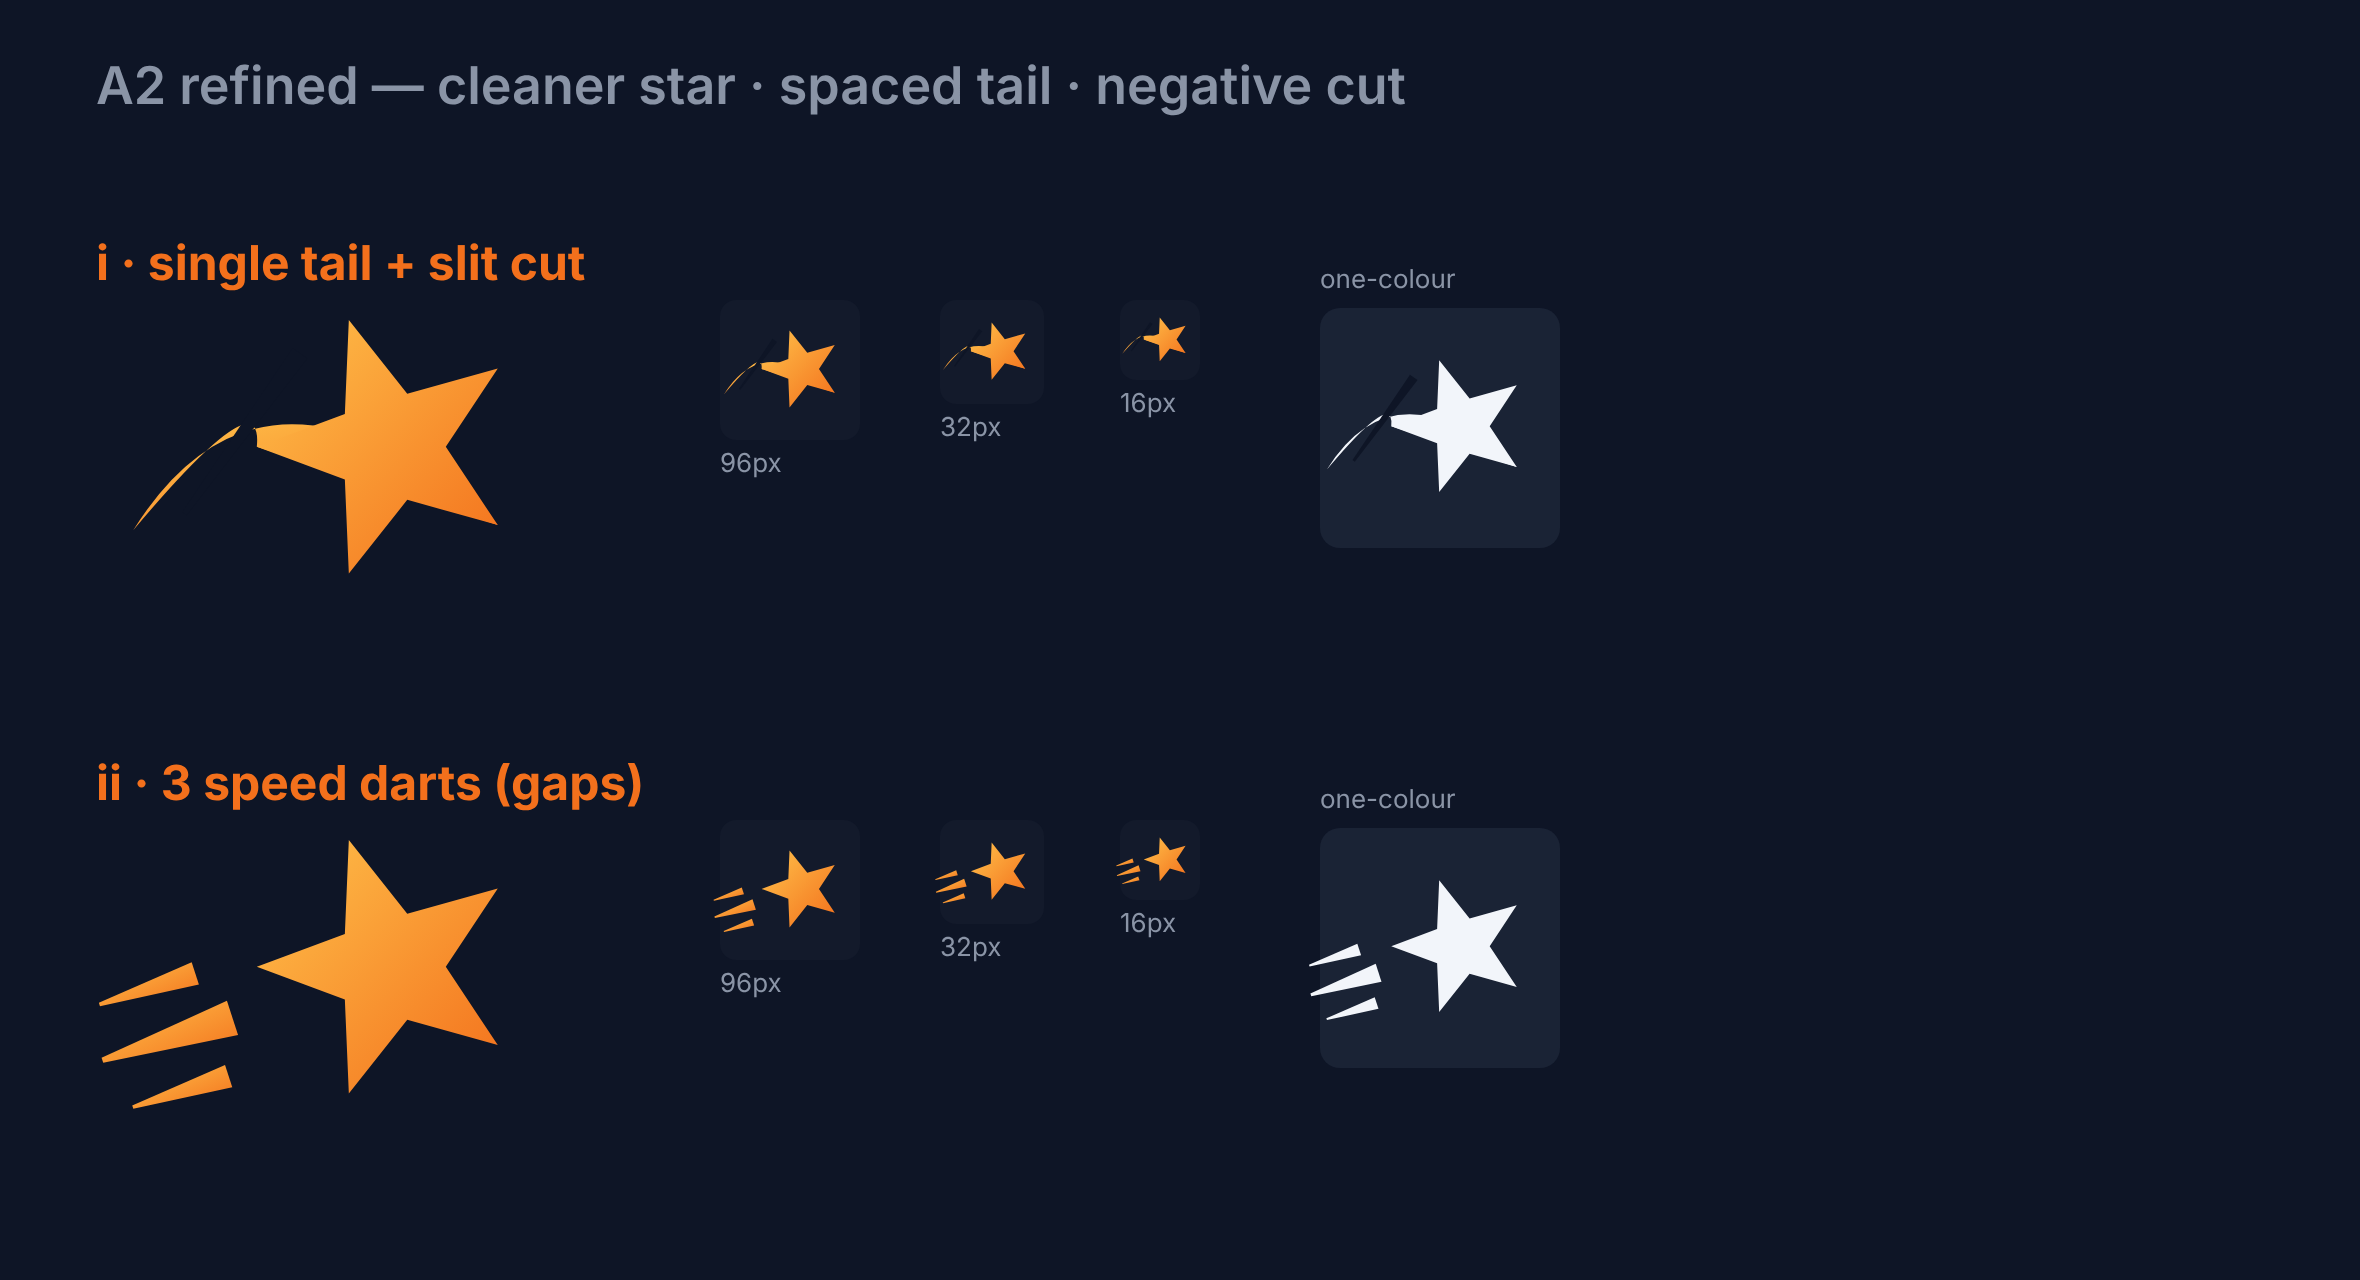 A2 refined — cleaner star · spaced tail · negative cut
i · single tail + slit cut
one-colour
96px
32px
16px
ii · 3 speed darts (gaps)
one-colour
96px
32px
16px